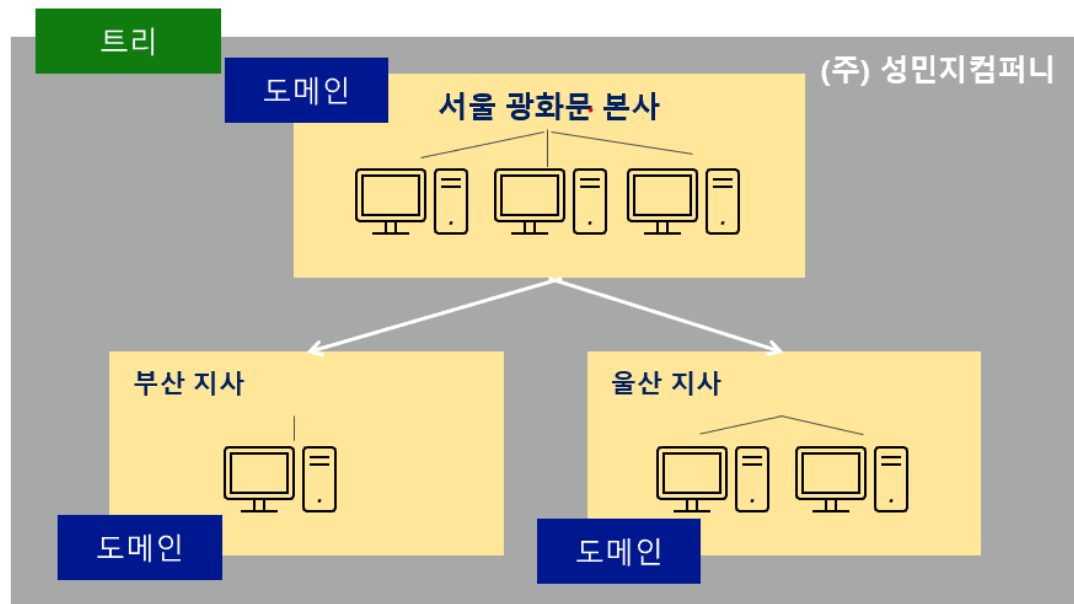 트리
(주) 성민지컴퍼니
도메인
서울 광화문 본사
부산 지사
울산 지사
도메인
도메인